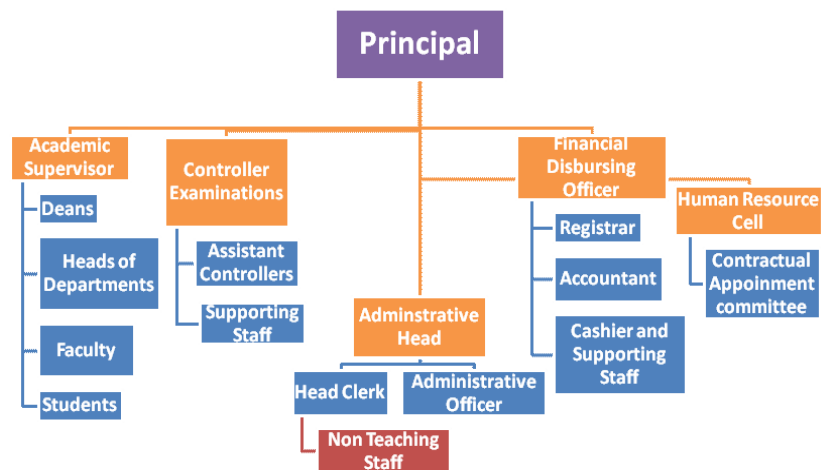 Principal
Academic
Supervisor
Deans
Heads of
Departments
Faculty
Students
Controller
Examinations
Assistant
Controllers
Supporting
Staff
Adminstrative
Head
Head Clerk
Administrative
Officer
Non Teaching
Staff
Financial
Disbursing
Officer
Registrar
Accountant
Cashier and
Supporting
Staff
Human Resource
Cell
Contractual
Appoinment
committee